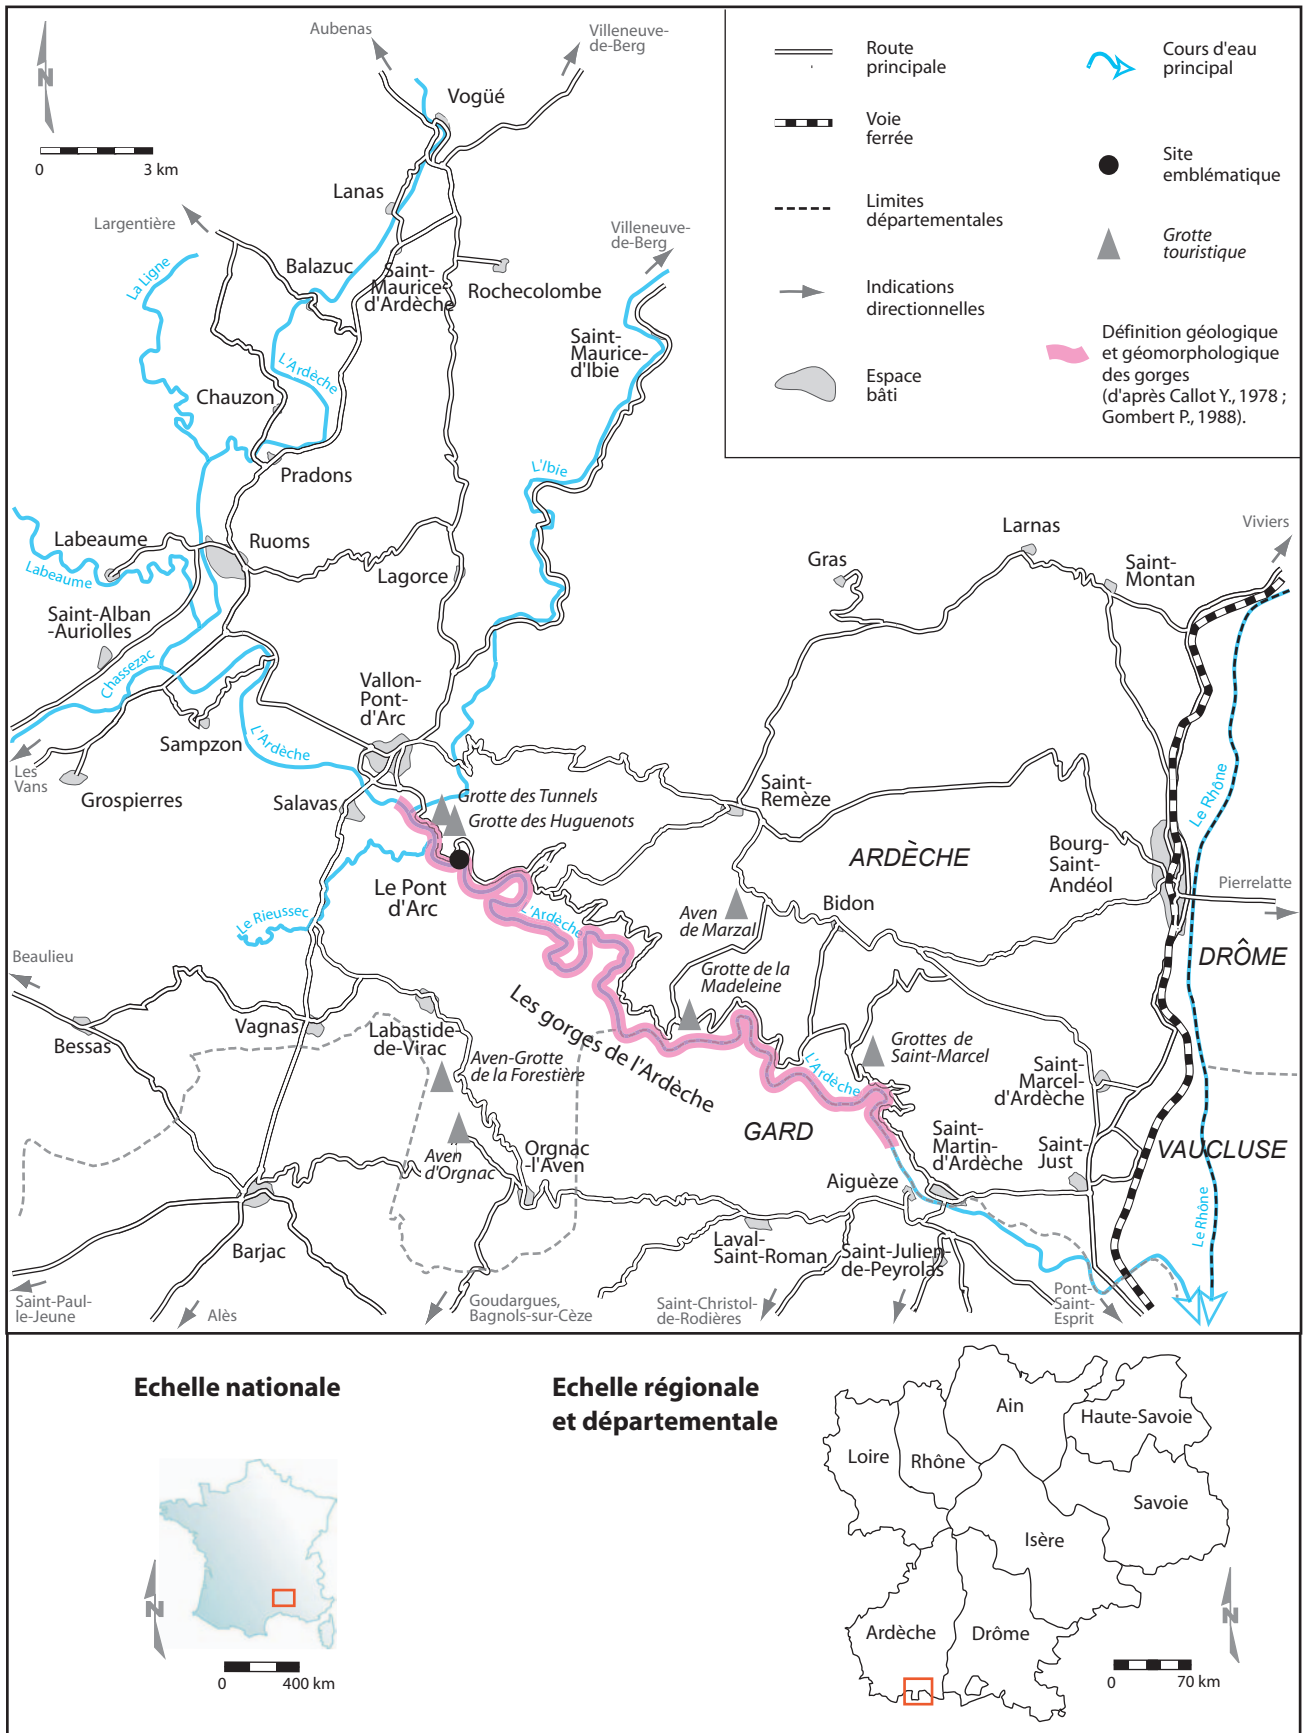 Aubenas
Villeneuve-
de-Berg
N
Vogüé
0
3 km
Lanas
Largentière
Villeneuve-
de-Berg
La Ligne
Balazuc
Saint-
Maurice-
d'Ardèche
Rochecolombe
L'Ardèche
Saint-
Maurice-
d'Ibie
Chauzon
Pradons
L'Ibie
Route
principale
Voie
ferrée
Limites
départementales
Indications
directionnelles
Espace
bâti
Cours d'eau
principal
Site
emblématique
Grotte
touristique
Définition géologique
et géomorphologique
des gorges
(d'après Callot Y., 1978 ;
Gombert P., 1988).
Labeaume
Ruoms
Labeaume
Lagorce
Saint-Alban
-Auriolles
Chassezac
Larnas
Viviers
Gras
Saint-
Montan
Vallon-
Pont-
d'Arc
Sampzon
L'Ardèche
Les
Vans
Grospierres
Salavas
Grotte des Tunnels
Grotte des Huguenots
Saint-
Remèze
Le Rhône
ARDÈCHE
Bourg-
Saint-
Andéol
Le Pont
d'Arc
L'Ardèche
Aven
de Marzal
Bidon
Pierrelatte
Le Rieussec
DRÔME
Beaulieu
Grotte de la
Madeleine
Les gorges de l'Ardèche
Vagnas
Labastide-
de-Virac
Bessas
Aven-Grotte
de la Forestière
L'Ardèche
Grottes de
Saint-Marcel
Saint-
Marcel-
d'Ardèche
GARD
Aven
d'Orgnac
Orgnac
-l'Aven
Saint-
Martin-
d'Ardèche
Saint-
Just
VAUCLUSE
Aiguèze
Le Rhône
Barjac
Laval-
Saint-Roman
Saint-Julien-
de-Peyrolas
Saint-Paul-
le-Jeune
Alès
Goudargues,
Bagnols-sur-Cèze
Saint-Christol-
de-Rodières
Pont-
Saint-
Esprit
Echelle nationale
N
0
400 km
Echelle régionale
et départementale
Ain
Haute-Savoie
Loire
Rhône
Savoie
Isère
Ardèche
Drôme
N
0
70 km